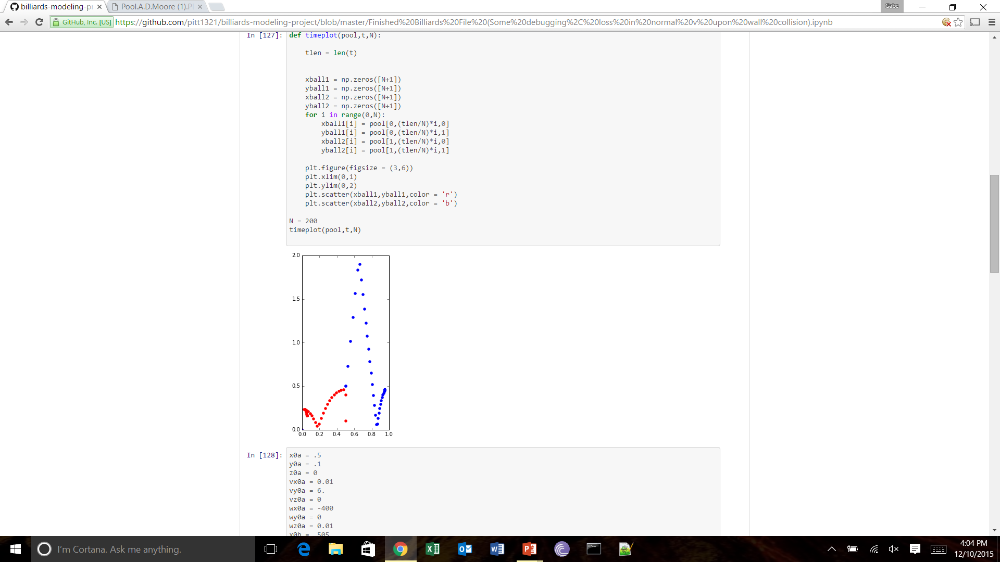 billiards-modeling-pr
Pool.A.D.Moore (1).P
Gabe
GitHub, Inc. [US]
https://github.com/pitt1321/billiards-modeling-project/blob/master/Finished%20Billiards%20File%20(Some%20debugging%2C%20loss%20in%20normal%20v%20upon%20wall%20collision).ipynb
In [127]:
def timeplot(pool,t,N):
    tlen = len(t)
    xball1 = np.zeros([N+1])
    yball1 = np.zeros([N+1])
    xball2 = np.zeros([N+1])
    yball2 = np.zeros([N+1])
    for i in range(0,N):
        xball1[i] = pool[0,(tlen/N)*i,0]
        yball1[i] = pool[0,(tlen/N)*i,1]
        xball2[i] = pool[1,(tlen/N)*i,0]
        yball2[i] = pool[1,(tlen/N)*i,1]
    plt.figure(figsize = (3,6))
    plt.xlim(0,1)
    plt.ylim(0,2)
    plt.scatter(xball1,yball1,color = 'r')
    plt.scatter(xball2,yball2,color = 'b')
N = 200
timeplot(pool,t,N)
2.0
1.5
1.0
0.5
0.0
0.0 0.2 0.4 0.6 0.8 1.0
In [128]:
x0a = .5
y0a = .1
z0a = 0
vx0a = 0.01
vy0a = 6.
vz0a = 0
wx0a = -400
wy0a = 0
wz0a = 0.01
x0b = .505
I'm Cortana. Ask me anything.
4:04 PM
12/10/2015